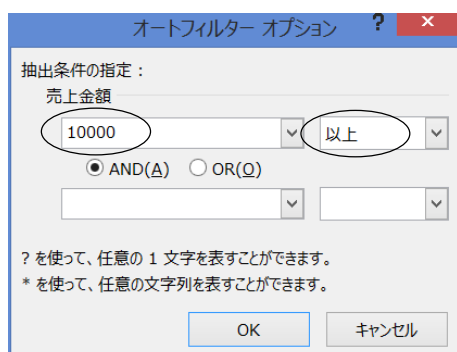 オートフィルター オプション ?
抽出条件の指定：
売上金額
10000 以上
AND(A) OR(O)
? を使って、任意の 1 文字を表すことができます。
* を使って、任意の文字列を表すことができます。
OK キャンセル